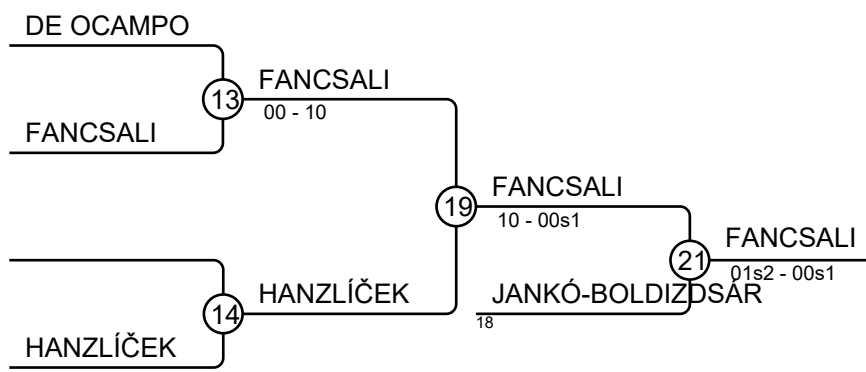 DE OCAMPO
FANCSALI
13
00 - 10
FANCSALI
FANCSALI
19
10 - 00s1
FANCSALI
21
01s2 - 00s1
HANZLÍČEK
14
JANKÓ-BOLDIZDSÁR
18
HANZLÍČEK